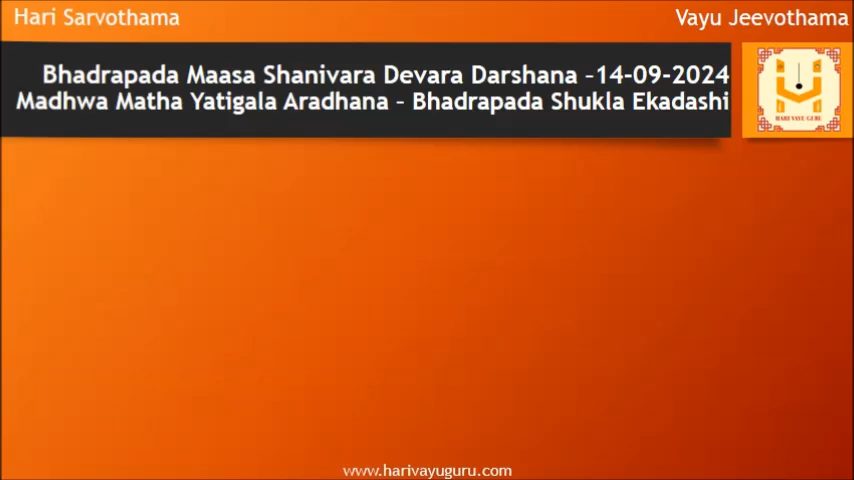 Hari Sarvothama
Vayu Jeevothama
Bhadrapada Maasa Shanivara Devara Darshana –14-09-2024
Madhwa Matha Yatigala Aradhana – Bhadrapada Shukla Ekadashi
HARI VAYU GURU
www.harivayuguru.com